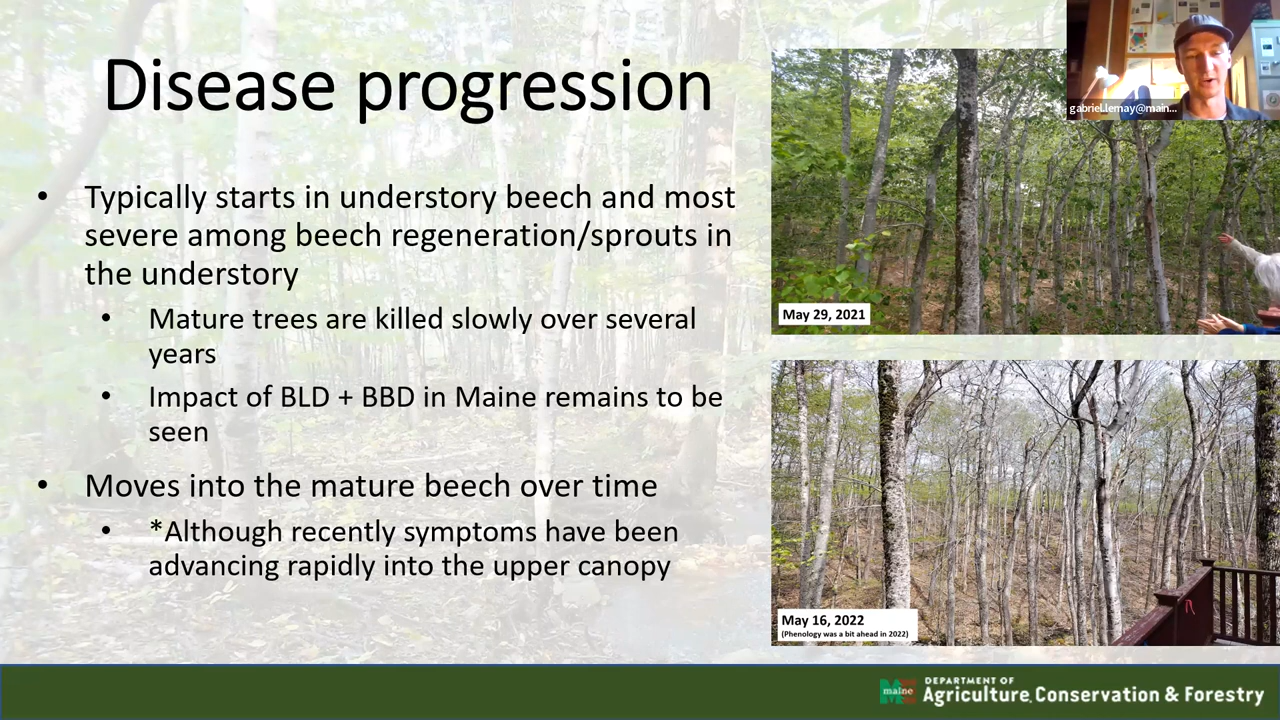 Disease progression
gabriel.lemay@main...
• Typically starts in understory beech and most
severe among beech regeneration/sprouts in
the understory
• Mature trees are killed slowly over several
years
• Impact of BLD + BBD in Maine remains to be
seen
• Moves into the mature beech over time
• *Although recently symptoms have been
advancing rapidly into the upper canopy
May 29, 2021
May 16, 2022
(Phenology was a bit ahead in 2022)
maine
DEPARTMENT OF
Agriculture, Conservation & Forestry